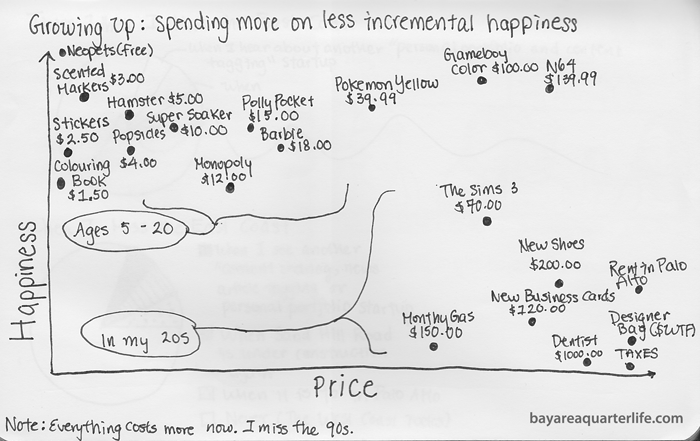 Growing up: Spending more on less incremental happiness
Neopets (free)
Scented
Markers $3.00
Hamster $5.00
Super Soaker
$10.00
Stickers
$2.50
Popsicles
$4.00
Colouring
Book
$1.50
Polly Pocket
$15.00
Barbie
$18.00
Monopoly
$12.00
Pokemon Yellow
$39.99
Gameboy
Color $100.00
N64
$139.99
Ages 5 - 20
The Sims 3
$70.00
New Shoes
$200.00
Rent in Palo
Alto
New Business Cards
$220.00
Monthy Gas
$150.00
Designer
Bag ($WTF)
Dentist
$1000.00
TAXES
In my 20s
Happiness
Price
Note: Everything costs more now. I miss the 90s.
bayareaquarterlife.com